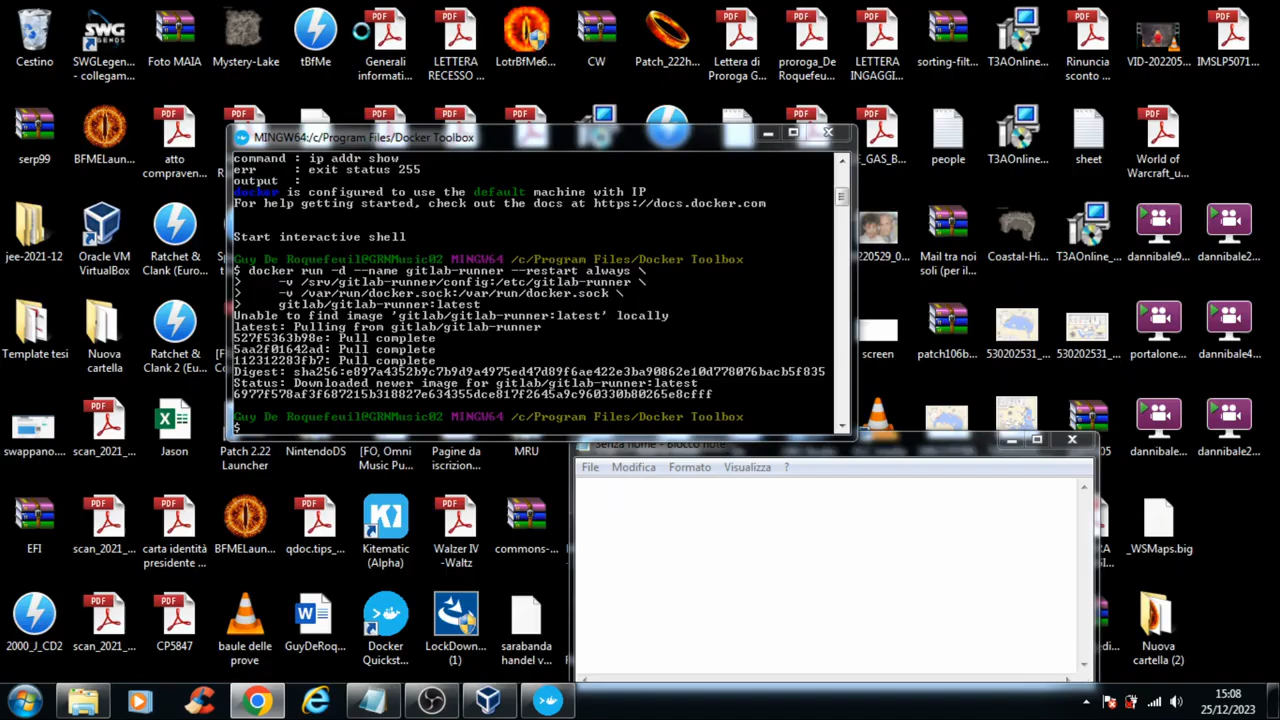 Cestino
SWGLegen...
- collegam...
Foto MAIA
Mystery-Lake
tBfMe
Generali
informati...
LETTERA
RECESSO ...
LotrBfMe6...
CW
Patch_222h...
Lettera di
Proroga G...
proroga_De
Roquefeu...
LETTERA
INGAGGI...
sorting-filt...
T3AOnline...
Rinuncia
sconto ...
VID-202205...
IMSLP5071...
serp99
BFMELaun...
atto
compraven...
people
T3AOnline...
sheet
World of
Warcraft_u...
MINGW64:/c/Program Files/Docker Toolbox
command : ip addr show
err : exit status 255
output :
docker is configured to use the default machine with IP
For help getting started, check out the docs at https://docs.docker.com
Start interactive shell
Guy De Roquefeuil@GRNMusic02 MINGW64 /c/Program Files/Docker Toolbox
$ docker run -d --name gitlab-runner --restart always \
> -v /srv/gitlab-runner/config:/etc/gitlab-runner \
> -v /var/run/docker.sock:/var/run/docker.sock \
> gitlab/gitlab-runner:latest
Unable to find image 'gitlab/gitlab-runner:latest' locally
latest: Pulling from gitlab/gitlab-runner
527f5363b98e: Pull complete
5aa2f01642ad: Pull complete
112312283fb7: Pull complete
Digest: sha256:e897a4352b9c7b9d9a4975ed47d89f6ae422e3ba90862e10d778076bacb5f835
Status: Downloaded newer image for gitlab/gitlab-runner:latest
6977f578af3f687215b318827e634355dce817f2645a9c960330b80265e8cfff
Guy De Roquefeuil@GRNMusic02 MINGW64 /c/Program Files/Docker Toolbox
$
jee-2021-12
Oracle VM
VirtualBox
Ratchet &
Clank (Euro...
Mail tra noi
soli (per il...
Coastal-Hi...
T3AOnline_...
dannibale9...
dannibale2...
Template tesi
Nuova
cartella
Ratchet &
Clank 2 (Eu...
screen
patch106b...
530202531_...
530202531_...
portalone...
dannibale4...
swappano...
scan_2021_...
Jason
Patch 2.22
Launcher
NintendoDS
[FO, Omni
Music Pu...
Pagine da
iscrizion...
MRU
dannibale...
dannibale2...
Senza nome - Blocco note
File Modifica Formato Visualizza ?
EFI
scan_2021_...
carta identità
presidente ...
BFMELaun...
qdoc.tips_...
Kitematic
(Alpha)
Walzer IV
-Waltz
commons-...
_WSMaps.big
2000_J_CD2
scan_2021_...
CP5847
baule delle
prove
GuyDeRoq...
Docker
Quickst...
LockDown...
(1)
sarabanda
handel v...
Nuova
cartella (2)
15:08
25/12/2023